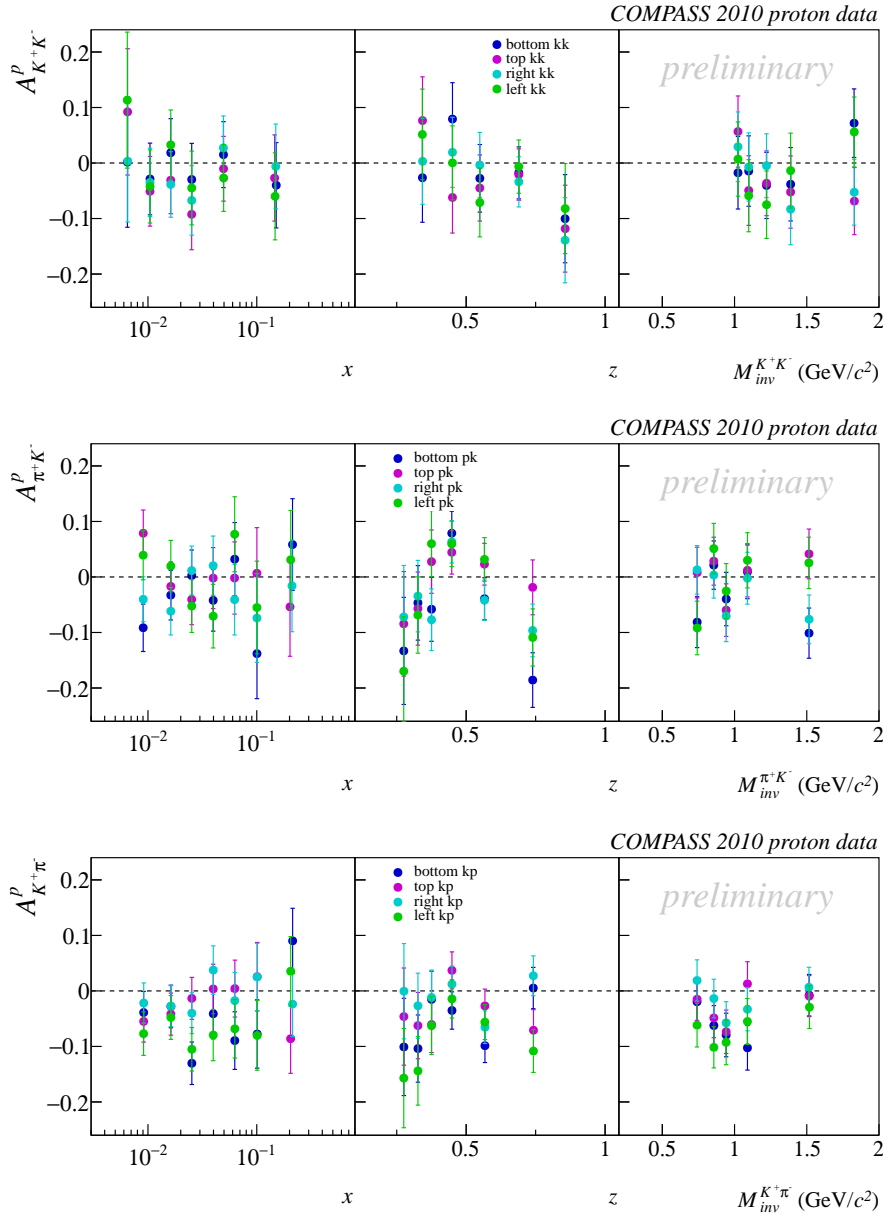 COMPASS 2010 proton data
A^p_{K^+K^-}
0.2
0.1
0
−0.1
−0.2
bottom kk
top kk
right kk
left kk
preliminary
10^{-2} 10^{-1} 0.5 1 0.5 1 1.5 2
x z M_{inv}^{K^+K^-} (GeV/c^2)
COMPASS 2010 proton data
A^p_{π^+K^-}
0.2
0.1
0
−0.1
−0.2
bottom pk
top pk
right pk
left pk
preliminary
10^{-2} 10^{-1} 0.5 1 0.5 1 1.5 2
x z M_{inv}^{π^+K^-} (GeV/c^2)
COMPASS 2010 proton data
A^p_{K^+π^-}
0.2
0.1
0
−0.1
−0.2
bottom kp
top kp
right kp
left kp
preliminary
10^{-2} 10^{-1} 0.5 1 0.5 1 1.5 2
x z M_{inv}^{K^+π^-} (GeV/c^2)